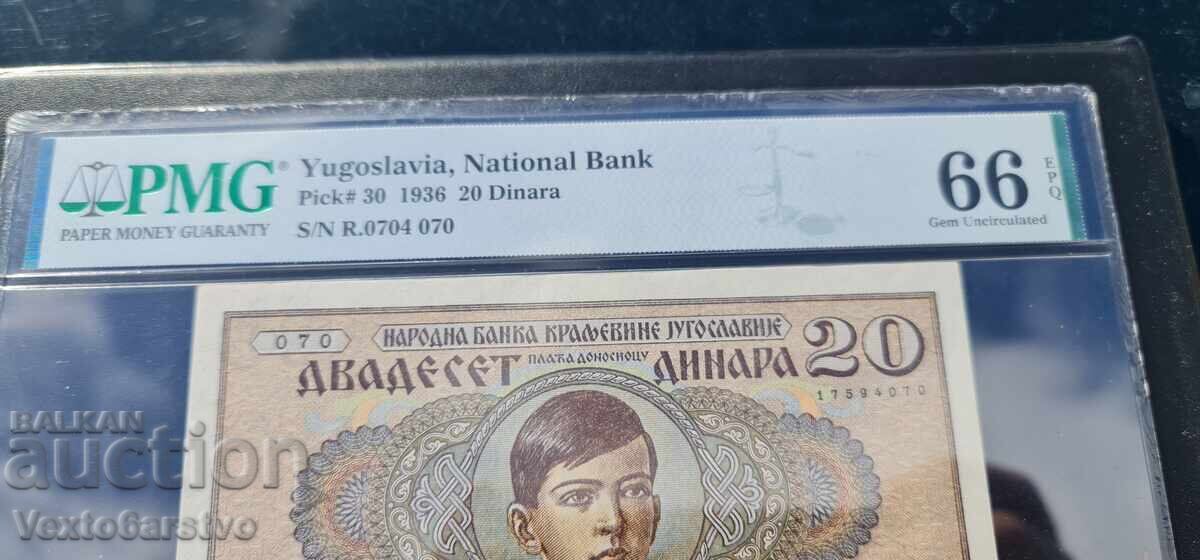 PMG®
PAPER MONEY GUARANTY
Yugoslavia, National Bank
Pick# 30 1936 20 Dinara
S/N R.0704 070
66 EPQ
Gem Uncirculated
070
НАРОДНА БАНКА КРАЉЕВИНЕ ЈУГОСЛАВИЈЕ
20
ДВАДЕСЕТ ПЛАЋА ДОНОСИОЦУ ДИНАРА
17594070
BALKAN
auction
Vexto6arstvo